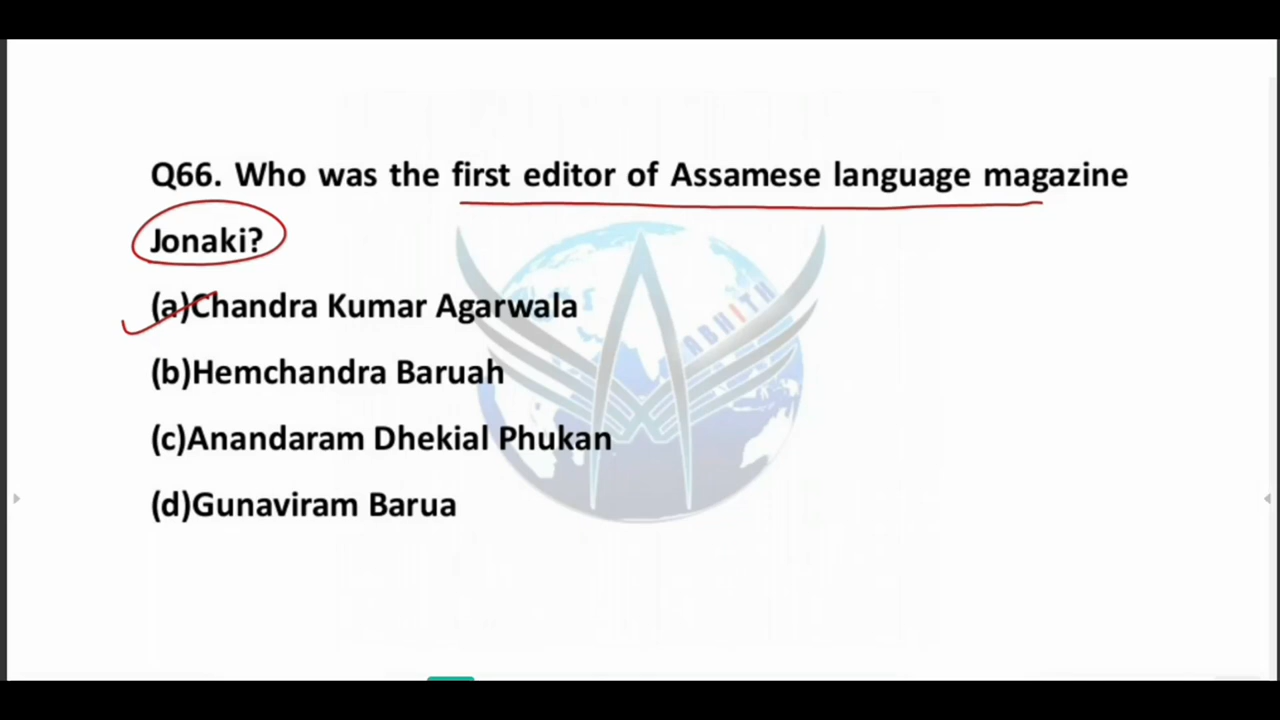 Q66. Who was the first editor of Assamese language magazine
Jonaki?
(a)Chandra Kumar Agarwala
(b)Hemchandra Baruah
(c)Anandaram Dhekial Phukan
(d)Gunaviram Barua
ABHITH